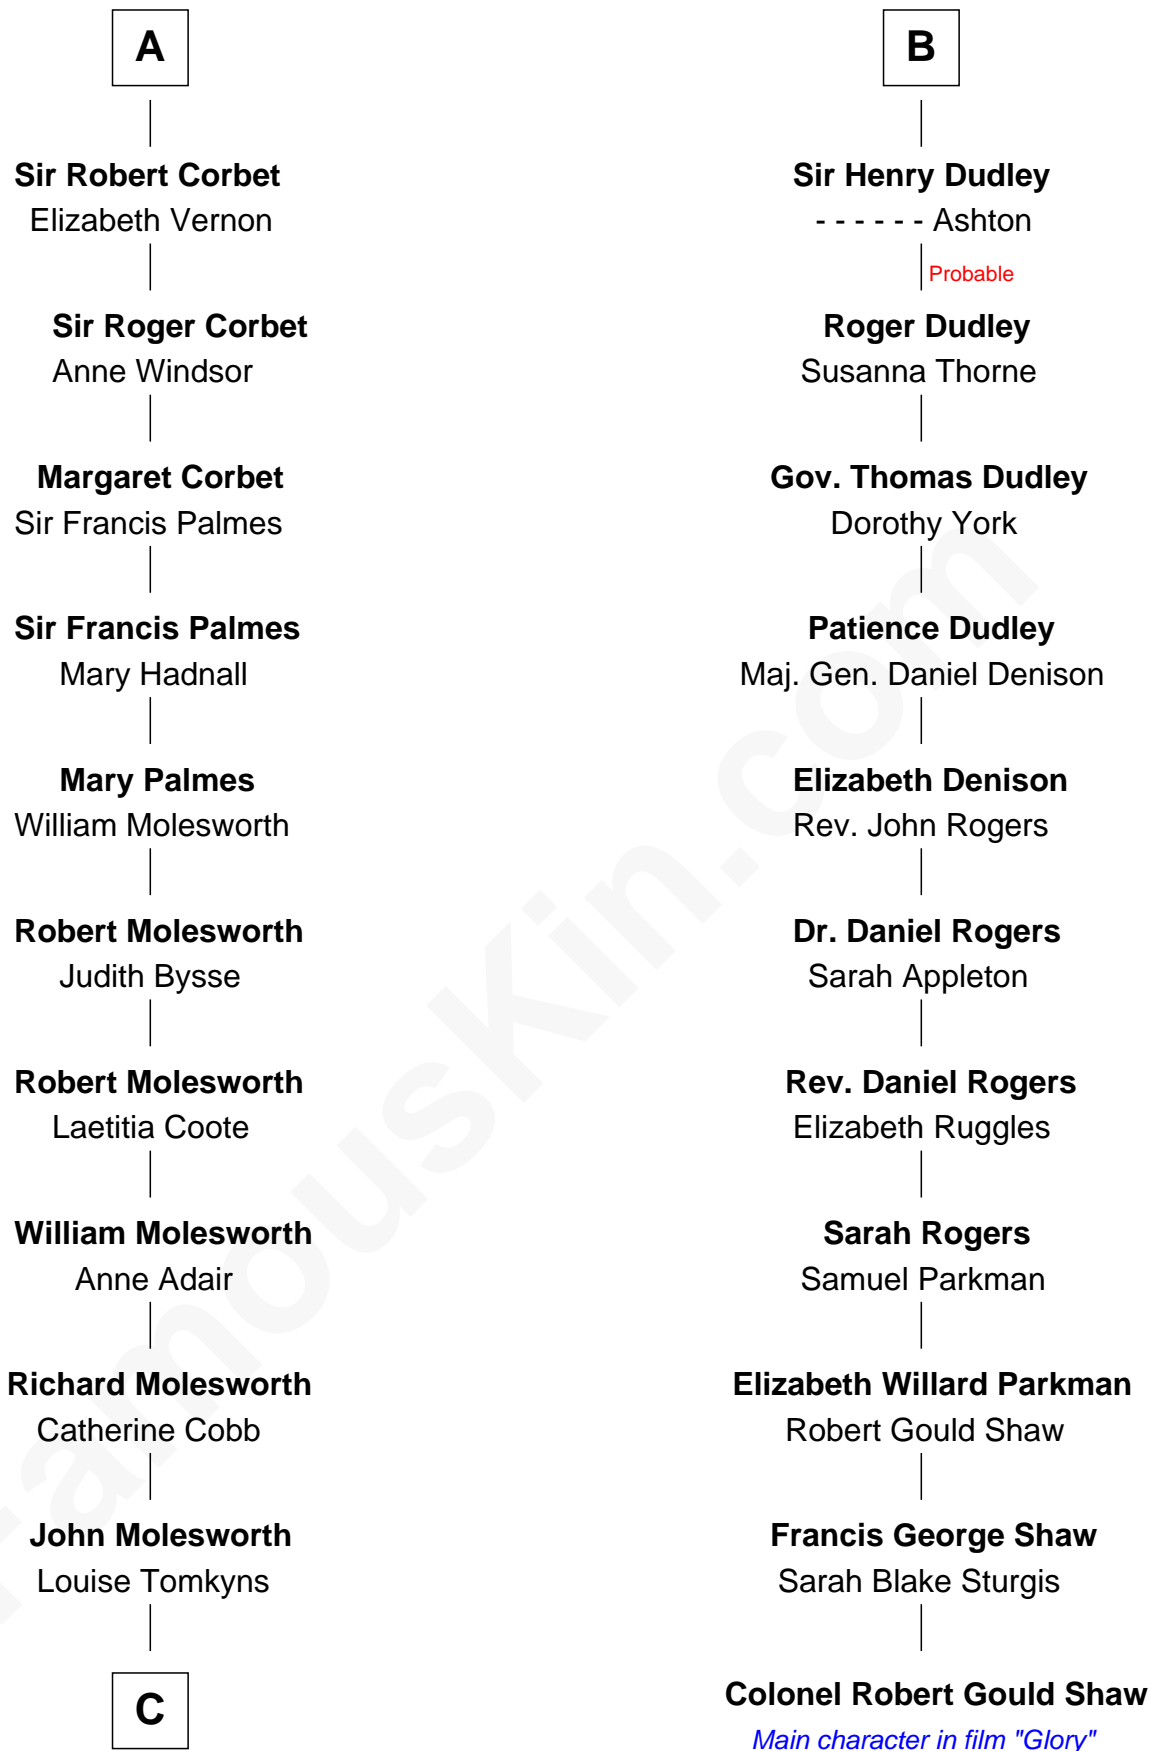 A
Sir Robert Corbet
Elizabeth Vernon
Sir Roger Corbet
Anne Windsor
Margaret Corbet
Sir Francis Palmes
Sir Francis Palmes
Mary Hadnall
Mary Palmes
William Molesworth
Robert Molesworth
Judith Bysse
Robert Molesworth
Laetitia Coote
William Molesworth
Anne Adair
Richard Molesworth
Catherine Cobb
John Molesworth
Louise Tomkyns
C
B
Sir Henry Dudley
- - - - - - Ashton
Probable
Roger Dudley
Susanna Thorne
Gov. Thomas Dudley
Dorothy York
Patience Dudley
Maj. Gen. Daniel Denison
Elizabeth Denison
Rev. John Rogers
Dr. Daniel Rogers
Sarah Appleton
Rev. Daniel Rogers
Elizabeth Ruggles
Sarah Rogers
Samuel Parkman
Elizabeth Willard Parkman
Robert Gould Shaw
Francis George Shaw
Sarah Blake Sturgis
Colonel Robert Gould Shaw
Main character in film "Glory"
FamousKin.com